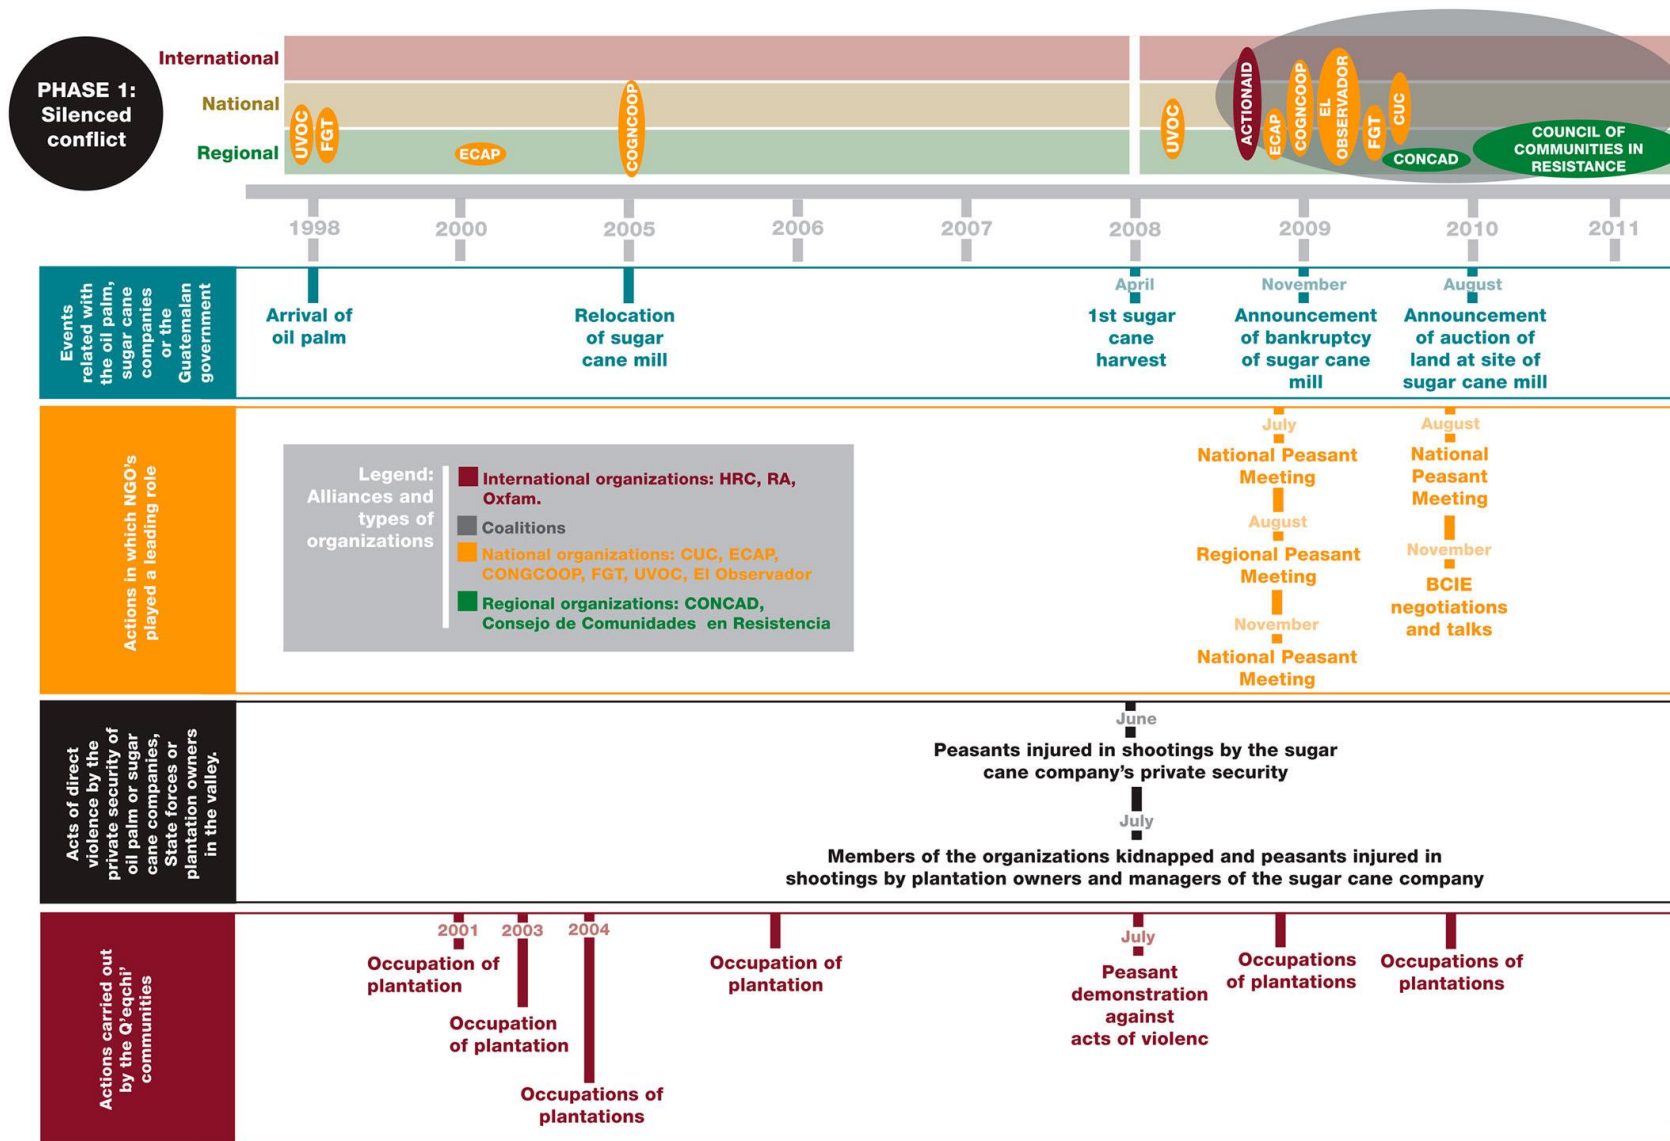 PHASE 1:
Silenced
conflict
International
National
Regional
UVOC
FGT
ECAP
COGNCOOP
UVOC
ACTIONAID
ECAP
COGNCOOP
EL
OBSERVADOR
FGT
CUC
CONCAD
COUNCIL OF
COMMUNITIES IN
RESISTANCE
1998
2000
2005
2006
2007
2008
2009
2010
2011
Events
related with
the oil palm,
sugar cane
companies
or the
Guatemalan
government
Arrival of
oil palm
Relocation
of sugar
cane mill
April
1st sugar
cane
harvest
November
Announcement
of bankruptcy
of sugar cane
mill
August
Announcement
of auction of
land at site of
sugar cane mill
Actions in which NGO's
played a leading role
Legend:
Alliances and
types of
organizations
International organizations: HRC, RA,
Oxfam.
Coalitions
National organizations: CUC, ECAP,
CONGCOOP, FGT, UVOC, El Observador
Regional organizations: CONCAD,
Consejo de Comunidades en Resistencia
July
National Peasant
Meeting
August
Regional Peasant
Meeting
November
National Peasant
Meeting
August
National
Peasant
Meeting
November
BCIE
negotiations
and talks
Acts of direct
violence by the
private security of
oil palm or sugar
cane companies,
State forces or
plantation owners
in the valley.
June
Peasants injured in shootings by the sugar
cane company's private security
July
Members of the organizations kidnapped and peasants injured in
shootings by plantation owners and managers of the sugar cane company
Actions carried out
by the Q'eqchi'
communities
2001
Occupation of
plantation
2003
Occupation
of plantation
2004
Occupations of
plantations
Occupation of
plantation
July
Peasant
demonstration
against
acts of violenc
Occupations
of plantations
Occupations of
plantations